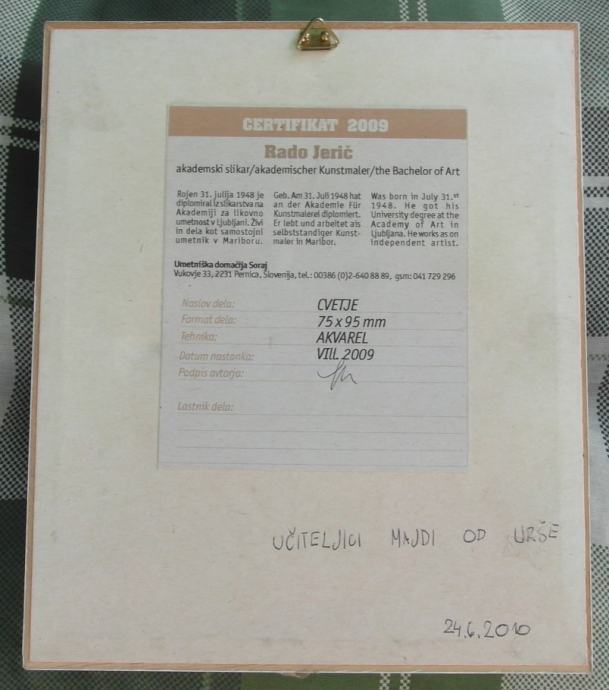 CERTIFIKAT 2009
Rado Jerič
akademski slikar/akademischer Kunstmaler/the Bachelor of Art
Rojen 31. julija 1948 je
diplomiral iz slikarstva na
Akademiji za likovno
umetnost v Ljubljani. Živi
in dela kot samostojni
umetnik v Mariboru.
Geb. Am 31. Juli 1948 hat
an der Akademie Für
Kunstmalerei diplomiert.
Er lebt und arbeitet als
selbstständiger Kunst-
maler in Maribor.
Was born in July 31.st
1948. He got his
University degree at the
Academy of Art in
Ljubljana. He works as on
independent artist.
Umetniška domačija Soraj
Vukovje 33, 2231 Pernica, Slovenija, tel.: 00386 (0)2-640 88 89, gsm: 041 729 296
Naslov dela: CVETJE
Format dela: 75 x 95 mm
Tehnika: AKVAREL
Datum nastanka: VIII. 2009
Podpis avtorja:
Lastnik dela:
UČITELJICI MAJDI OD URŠE
24.6.2010